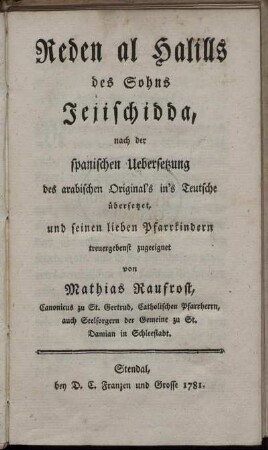 Reden al Halills
des Sohns
Jejischidda,
nach der
spanischen Uebersetzung
des arabischen Original's in's Teutsche
übersetzt,
und seinen lieben Pfarrkindern
treuergebenst zugeeignet
von
Mathias Raufrost,
Canonicus zu St. Gertrud, Catholischen Pfarrherrn,
auch Seelsorgern der Gemeine zu St.
Damian in Schleestadt.
Stendal,
bey D. C. Franzen und Grosse 1781.